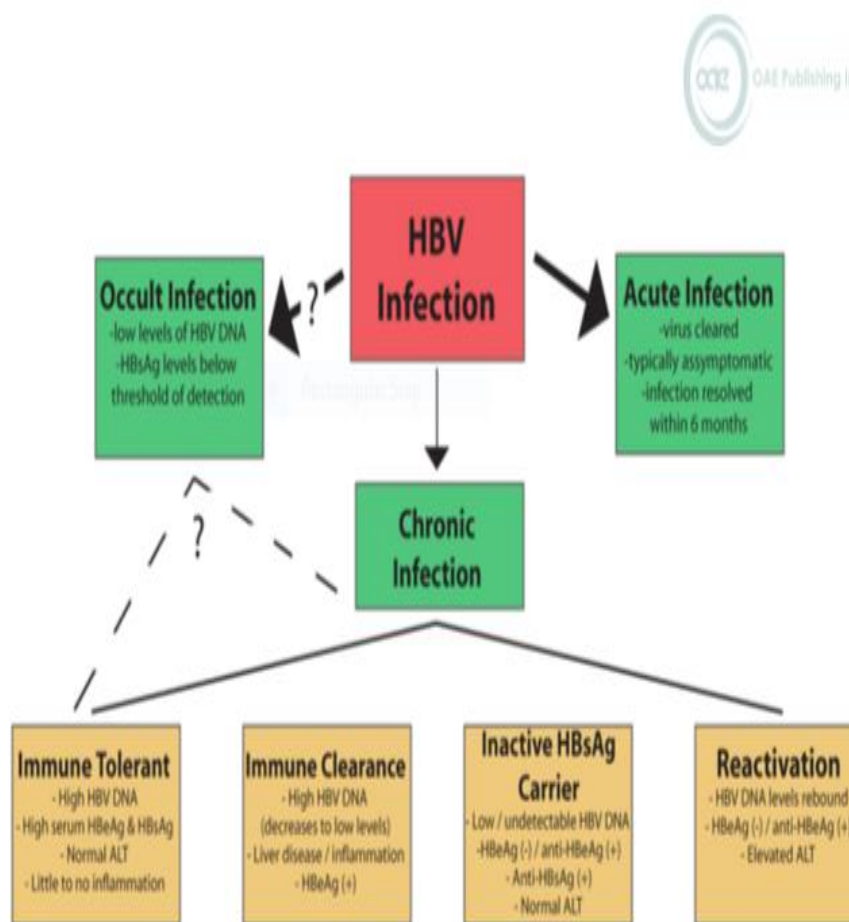 OAE Publishing I
HBV
Infection
Occult Infection
-low levels of HBV DNA
-HBsAg levels below
threshold of detection
?
Acute Infection
-virus cleared
-typically assymptomatic
-infection resolved
within 6 months
Chronic
Infection
?
Immune Tolerant
- High HBV DNA
- High serum HBeAg & HBsAg
- Normal ALT
- Little to no inflammation
Immune Clearance
- High HBV DNA
(decreases to low levels)
- Liver disease / inflammation
- HBeAg (+)
Inactive HBsAg
Carrier
- Low / undetectable HBV DNA
-HBeAg (-) / anti-HBeAg (+)
- Anti-HBsAg (+)
- Normal ALT
Reactivation
- HBV DNA levels rebound
- HBeAg (-) / anti-HBeAg (+)
- Elevated ALT